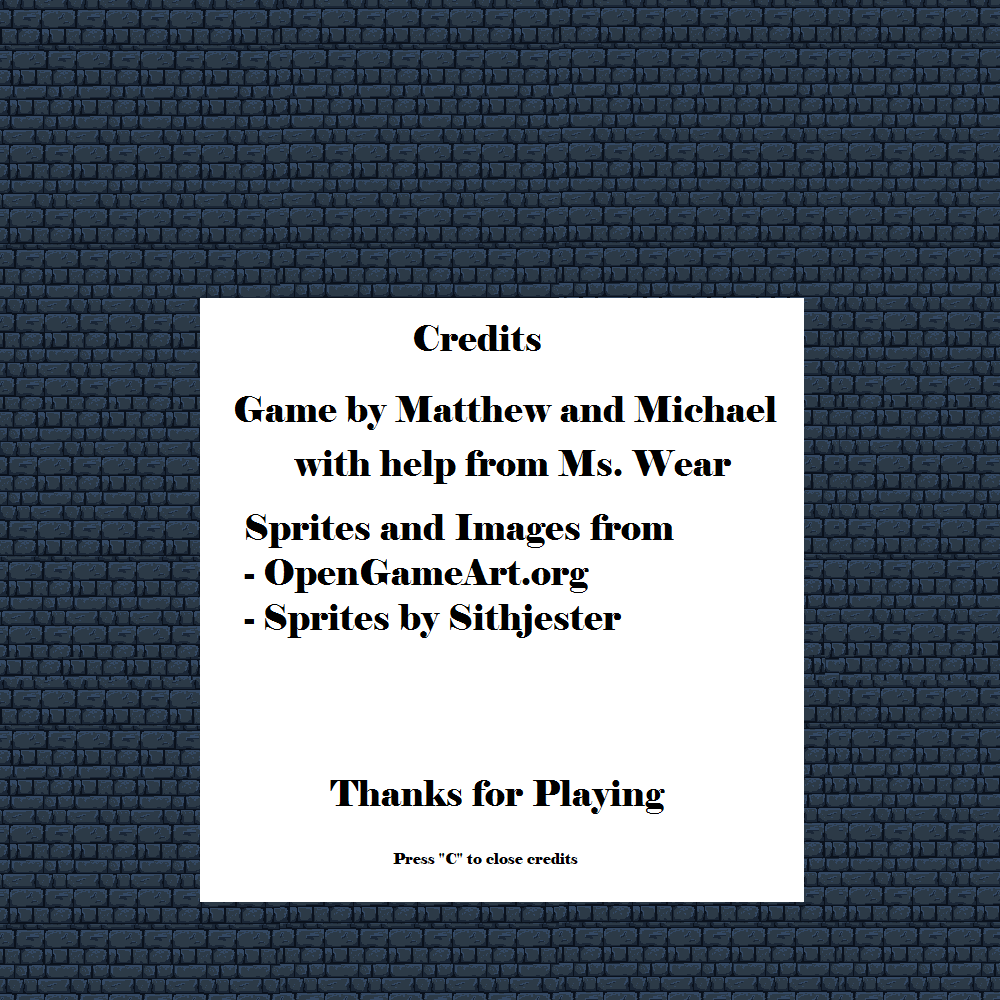 Credits
Game by Matthew and Michael
with help from Ms. Wear
Sprites and Images from
- OpenGameArt.org
- Sprites by Sithjester
Thanks for Playing
Press "C" to close credits